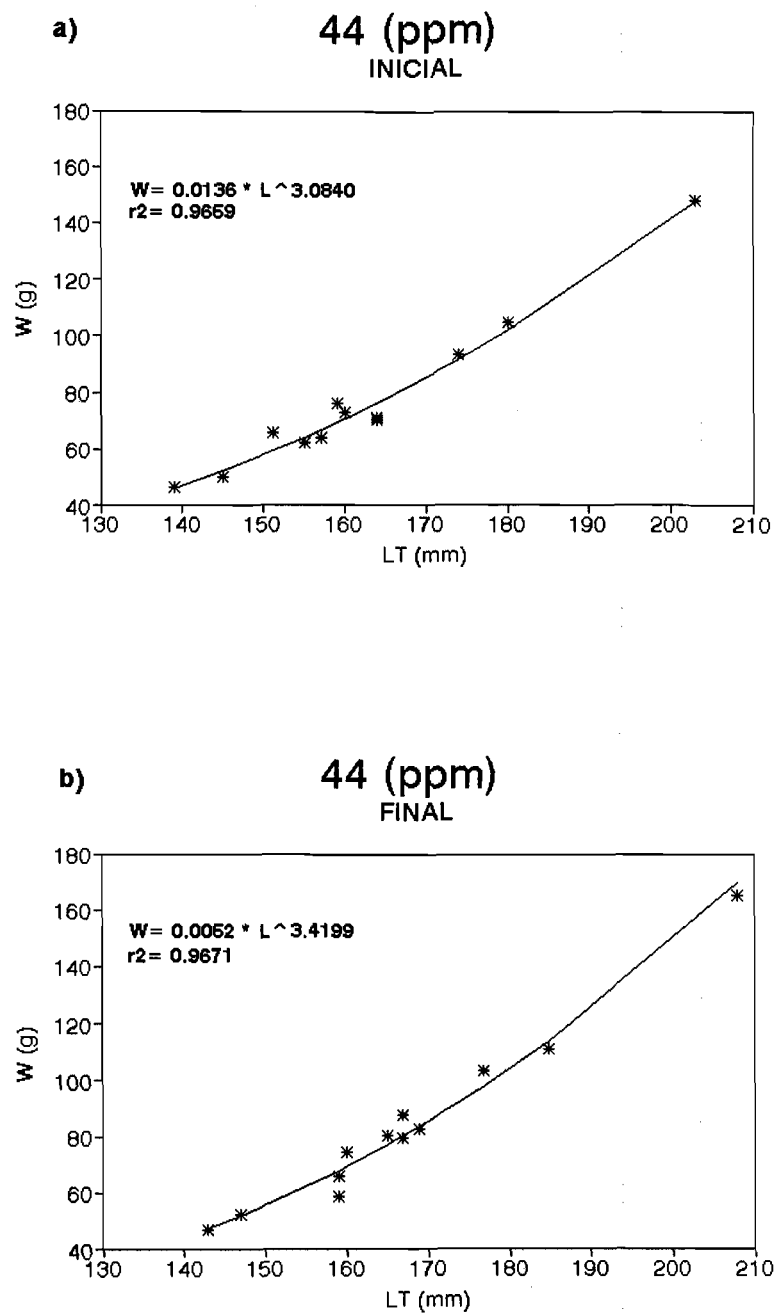 a)
44 (ppm)
INICIAL
180
160
140
120
100
80
60
40
W (g)
W= 0.0136 * L^3.0840
r2= 0.9659
130 140 150 160 170 180 190 200 210
LT (mm)
b)
44 (ppm)
FINAL
180
160
140
120
100
80
60
40
W (g)
W= 0.0052 * L^3.4199
r2= 0.9671
130 140 150 160 170 180 190 200 210
LT (mm)